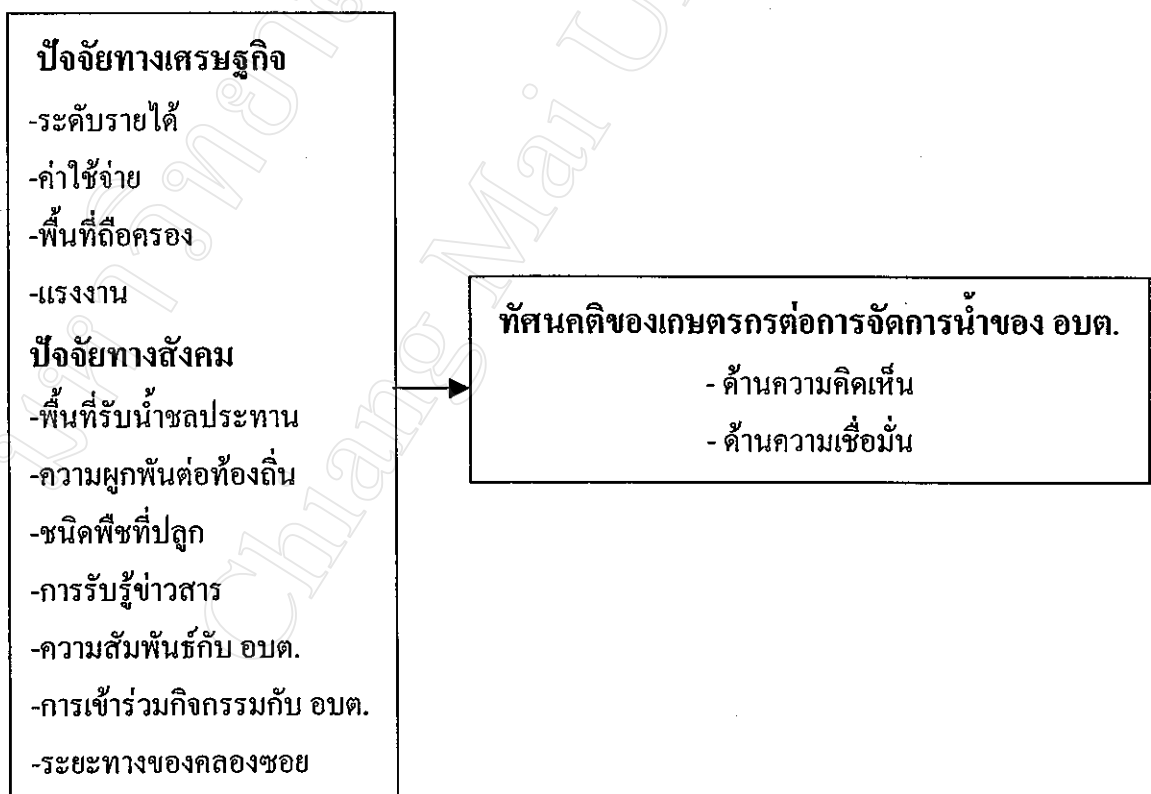 ปัจจัยทางเศรษฐกิจ
-ระดับรายได้
-ค่าใช้จ่าย
-พื้นที่ถือครอง
-แรงงาน
ปัจจัยทางสังคม
-พื้นที่รับน้ำชลประทาน
-ความผูกพันต่อท้องถิ่น
-ชนิดพืชที่ปลูก
-การรับรู้ข่าวสาร
-ความสัมพันธ์กับ อบต.
-การเข้าร่วมกิจกรรมกับ อบต.
-ระยะทางของคลองซอย
ทัศนคติของเกษตรกรต่อการจัดการน้ำของ อบต.
- ด้านความคิดเห็น
- ด้านความเชื่อมั่น
Chiang Mai